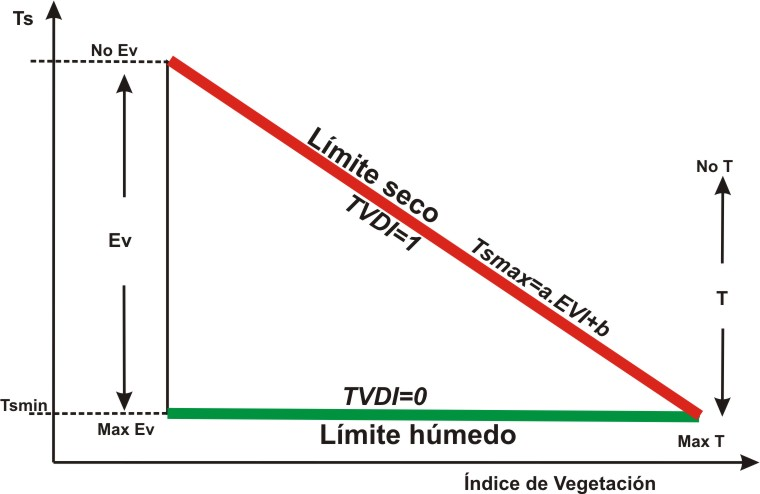 Ts
No Ev
Límite seco
TVDI=1
No T
Ev
Tsmax=a.EVI+b
T
TVDI=0
Tsmin
Max Ev
Límite húmedo
Max T
Índice de Vegetación